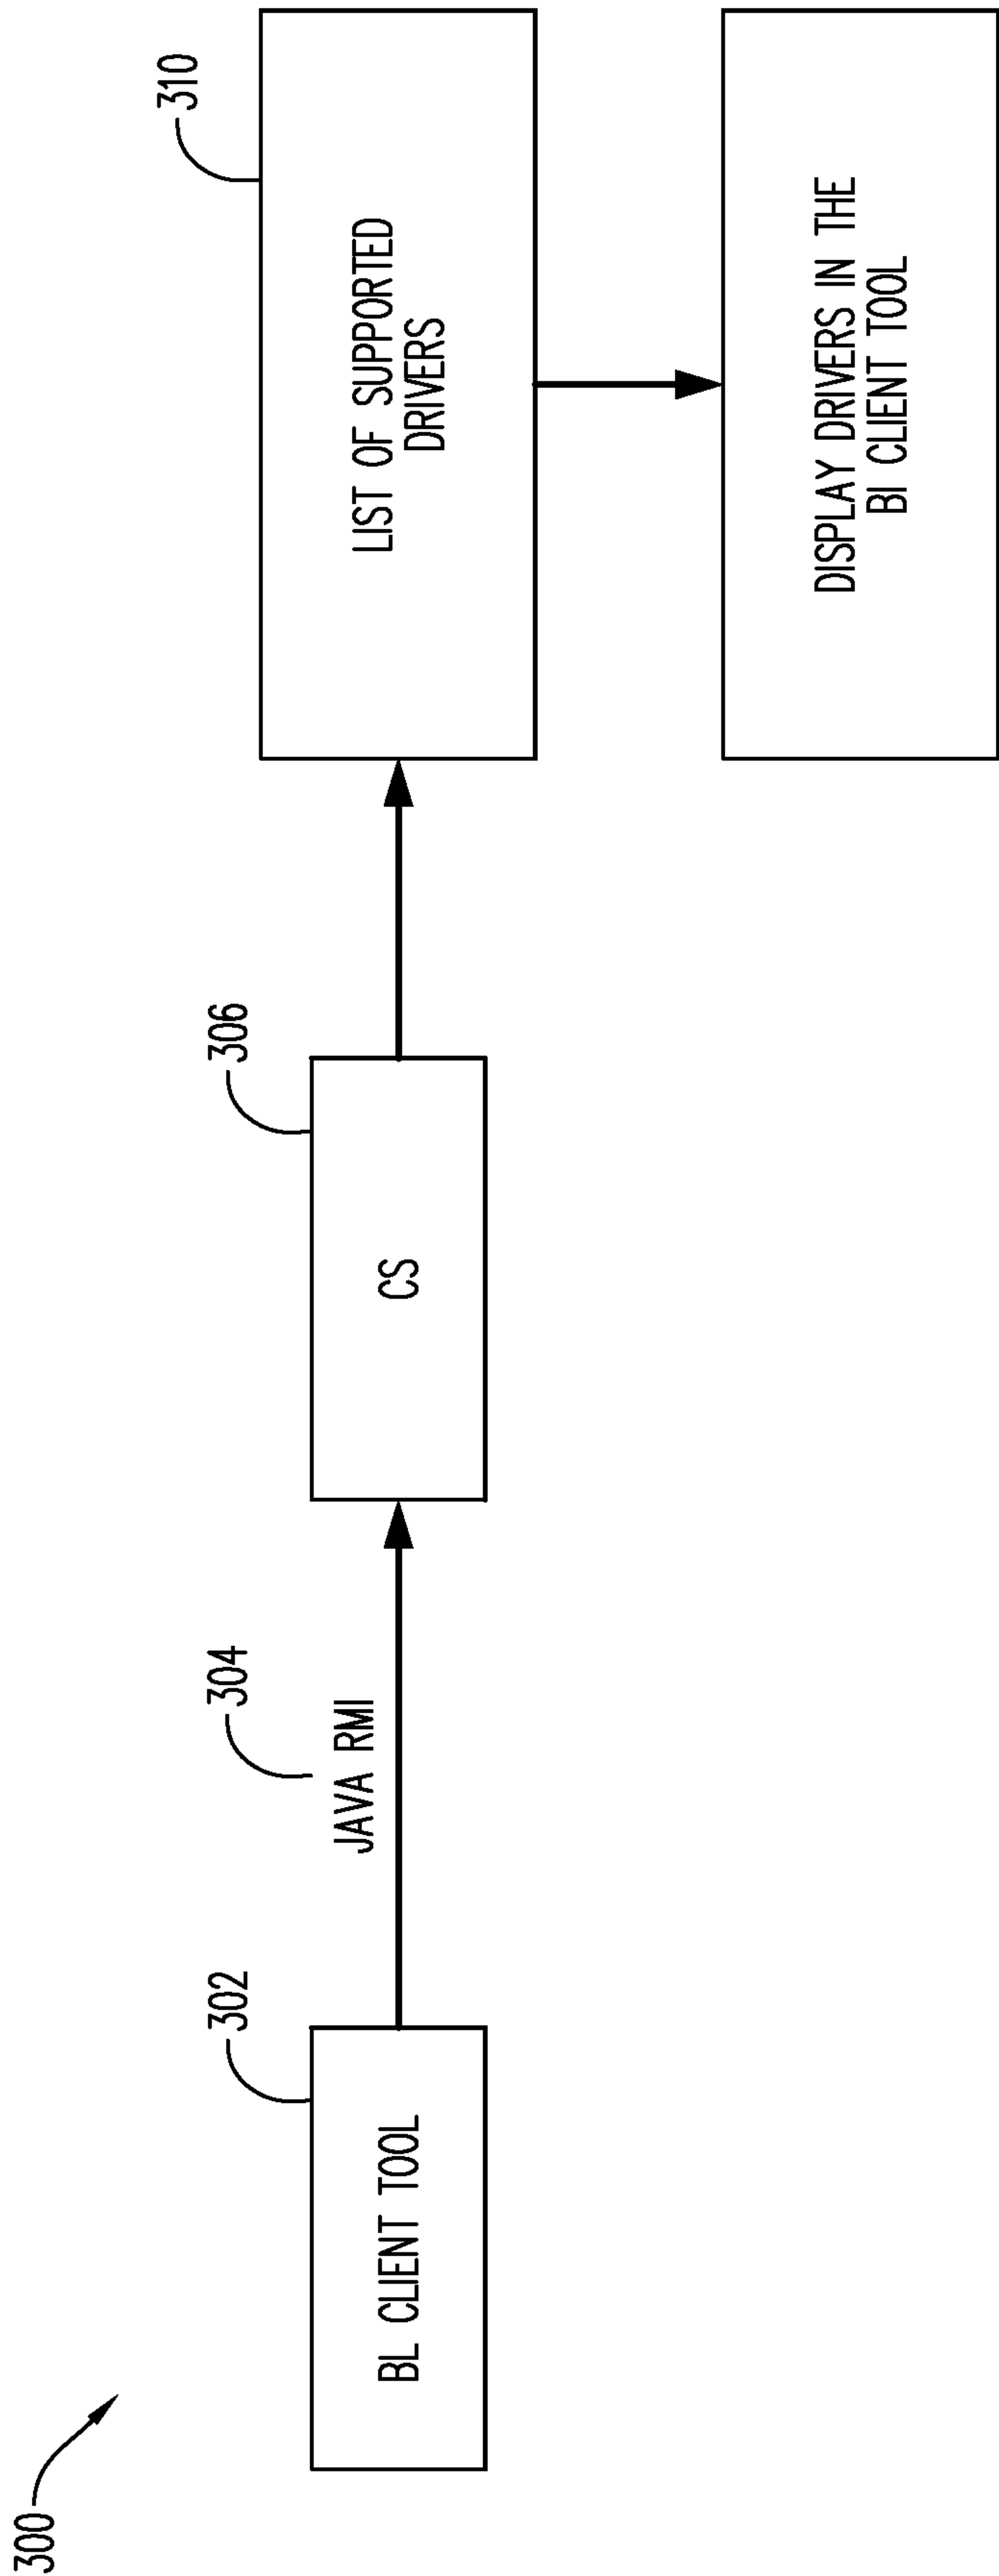 300
BL CLIENT TOOL
302
JAVA RMI
304
CS
306
LIST OF SUPPORTED
DRIVERS
310
DISPLAY DRIVERS IN THE
BI CLIENT TOOL